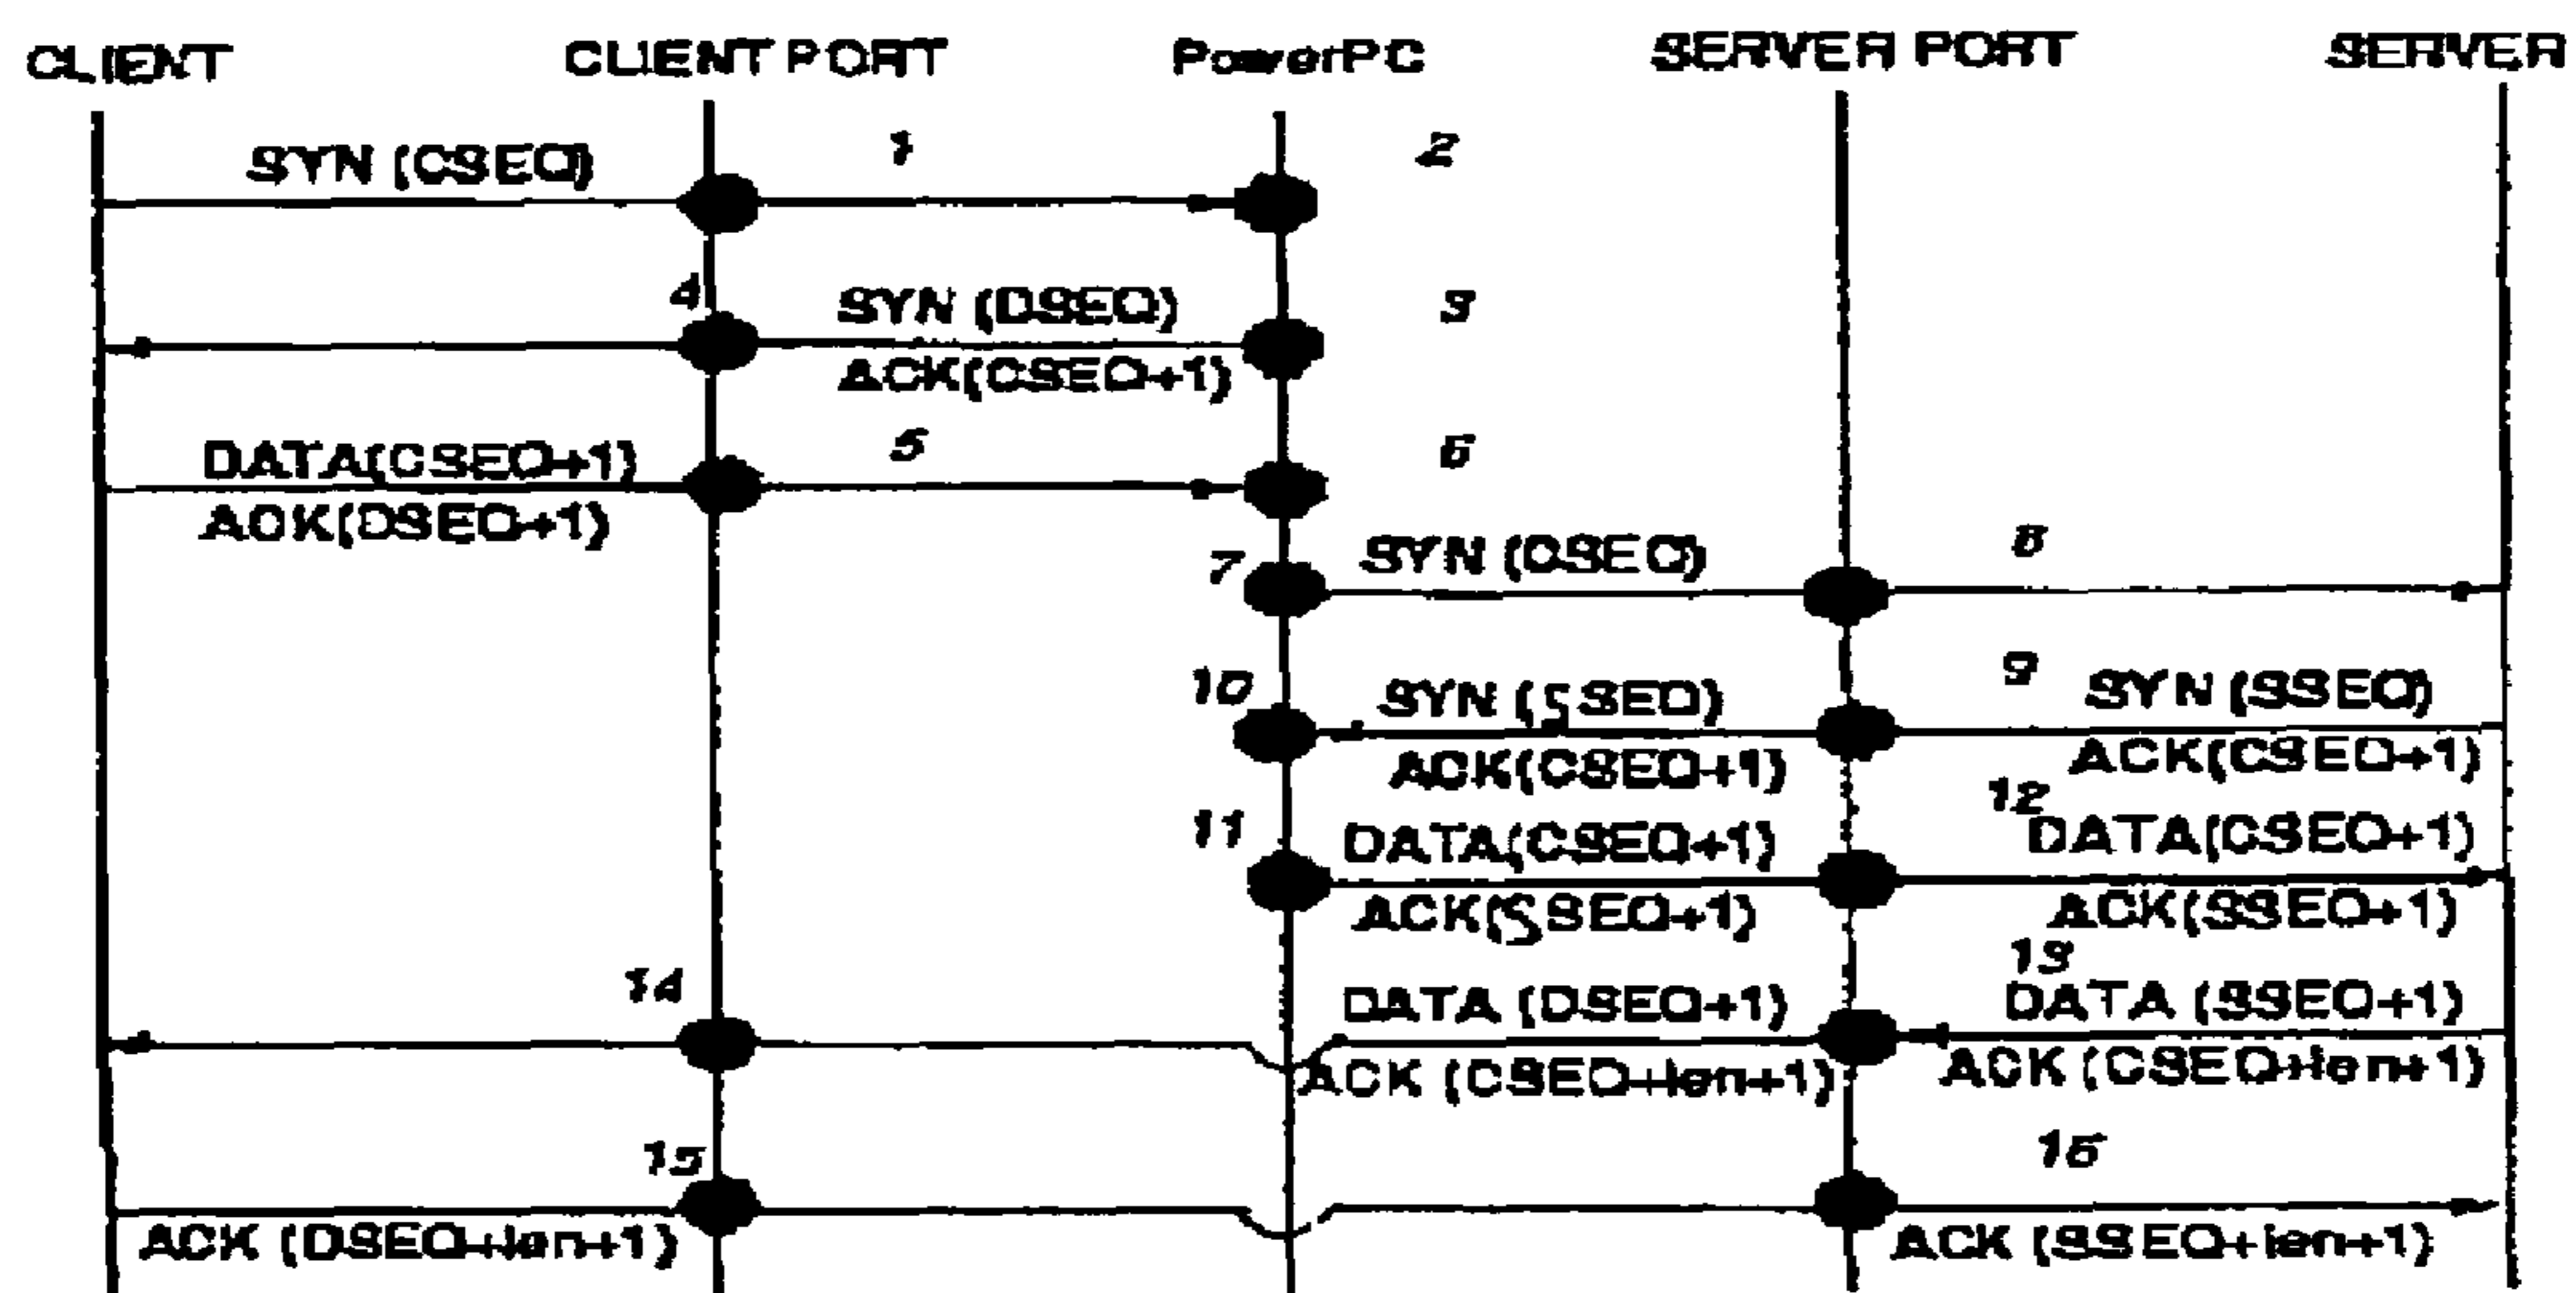 CLIENT
CLIENT PORT
PowerPC
SERVER PORT
SERVER
SYN (CSEQ)
1
2
4
SYN (DSEQ)
3
ACK(CSEQ+1)
DATA(CSEQ+1)
5
6
ACK(DSEQ+1)
7
SYN (CSEQ)
8
10
SYN (SSEQ)
9
SYN (SSEQ)
ACK(CSEQ+1)
ACK(CSEQ+1)
11
DATA(CSEQ+1)
12
DATA(CSEQ+1)
ACK(SSEQ+1)
ACK(SSEQ+1)
14
DATA (DSEQ+1)
13
DATA (SSEQ+1)
ACK (CSEQ+len+1)
ACK (CSEQ+len+1)
15
16
ACK (DSEQ+len+1)
ACK (SSEQ+len+1)